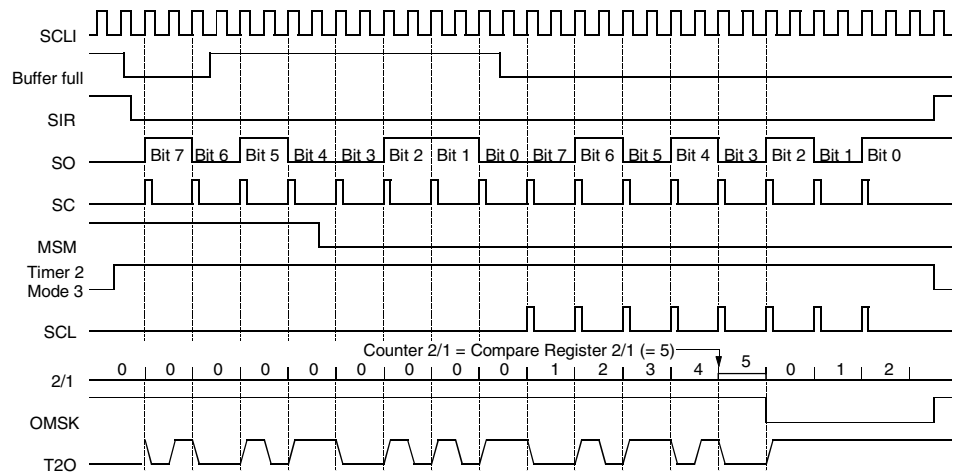 SCLI
Buffer full
SIR
SO
Bit 7 Bit 6 Bit 5 Bit 4 Bit 3 Bit 2 Bit 1 Bit 0 Bit 7 Bit 6 Bit 5 Bit 4 Bit 3 Bit 2 Bit 1 Bit 0
SC
MSM
Timer 2
Mode 3
SCL
Counter 2/1 = Compare Register 2/1 (= 5)
0 0 0 0 0 0 0 0 1 2 3 4 5 0 1 2
2/1
OMSK
T2O